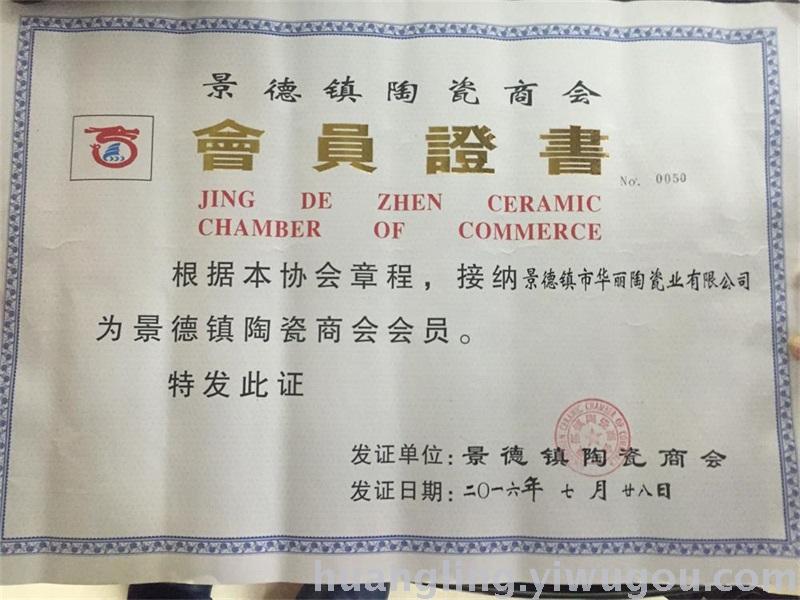 景德镇陶瓷商会
會員證書
No. 0050
JING DE ZHEN CERAMIC
CHAMBER OF COMMERCE
根据本协会章程，接纳景德镇市华丽陶瓷业有限公司
为景德镇陶瓷商会会员。
特发此证
发证单位：景德镇陶瓷商会
发证日期：二〇一六年七月廿八日
huangling.yiwugou.com